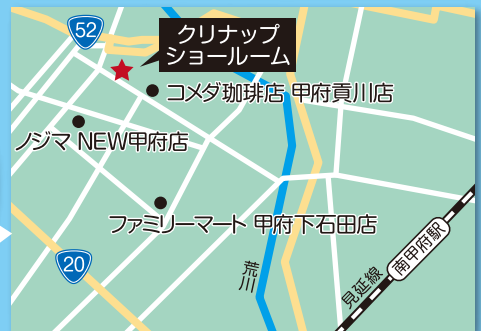 52
クリナップ
ショールーム
コメダ珈琲店 甲府貢川店
ノジマ NEW甲府店
ファミリーマート 甲府下石田店
20
荒川
見延線
南甲府駅